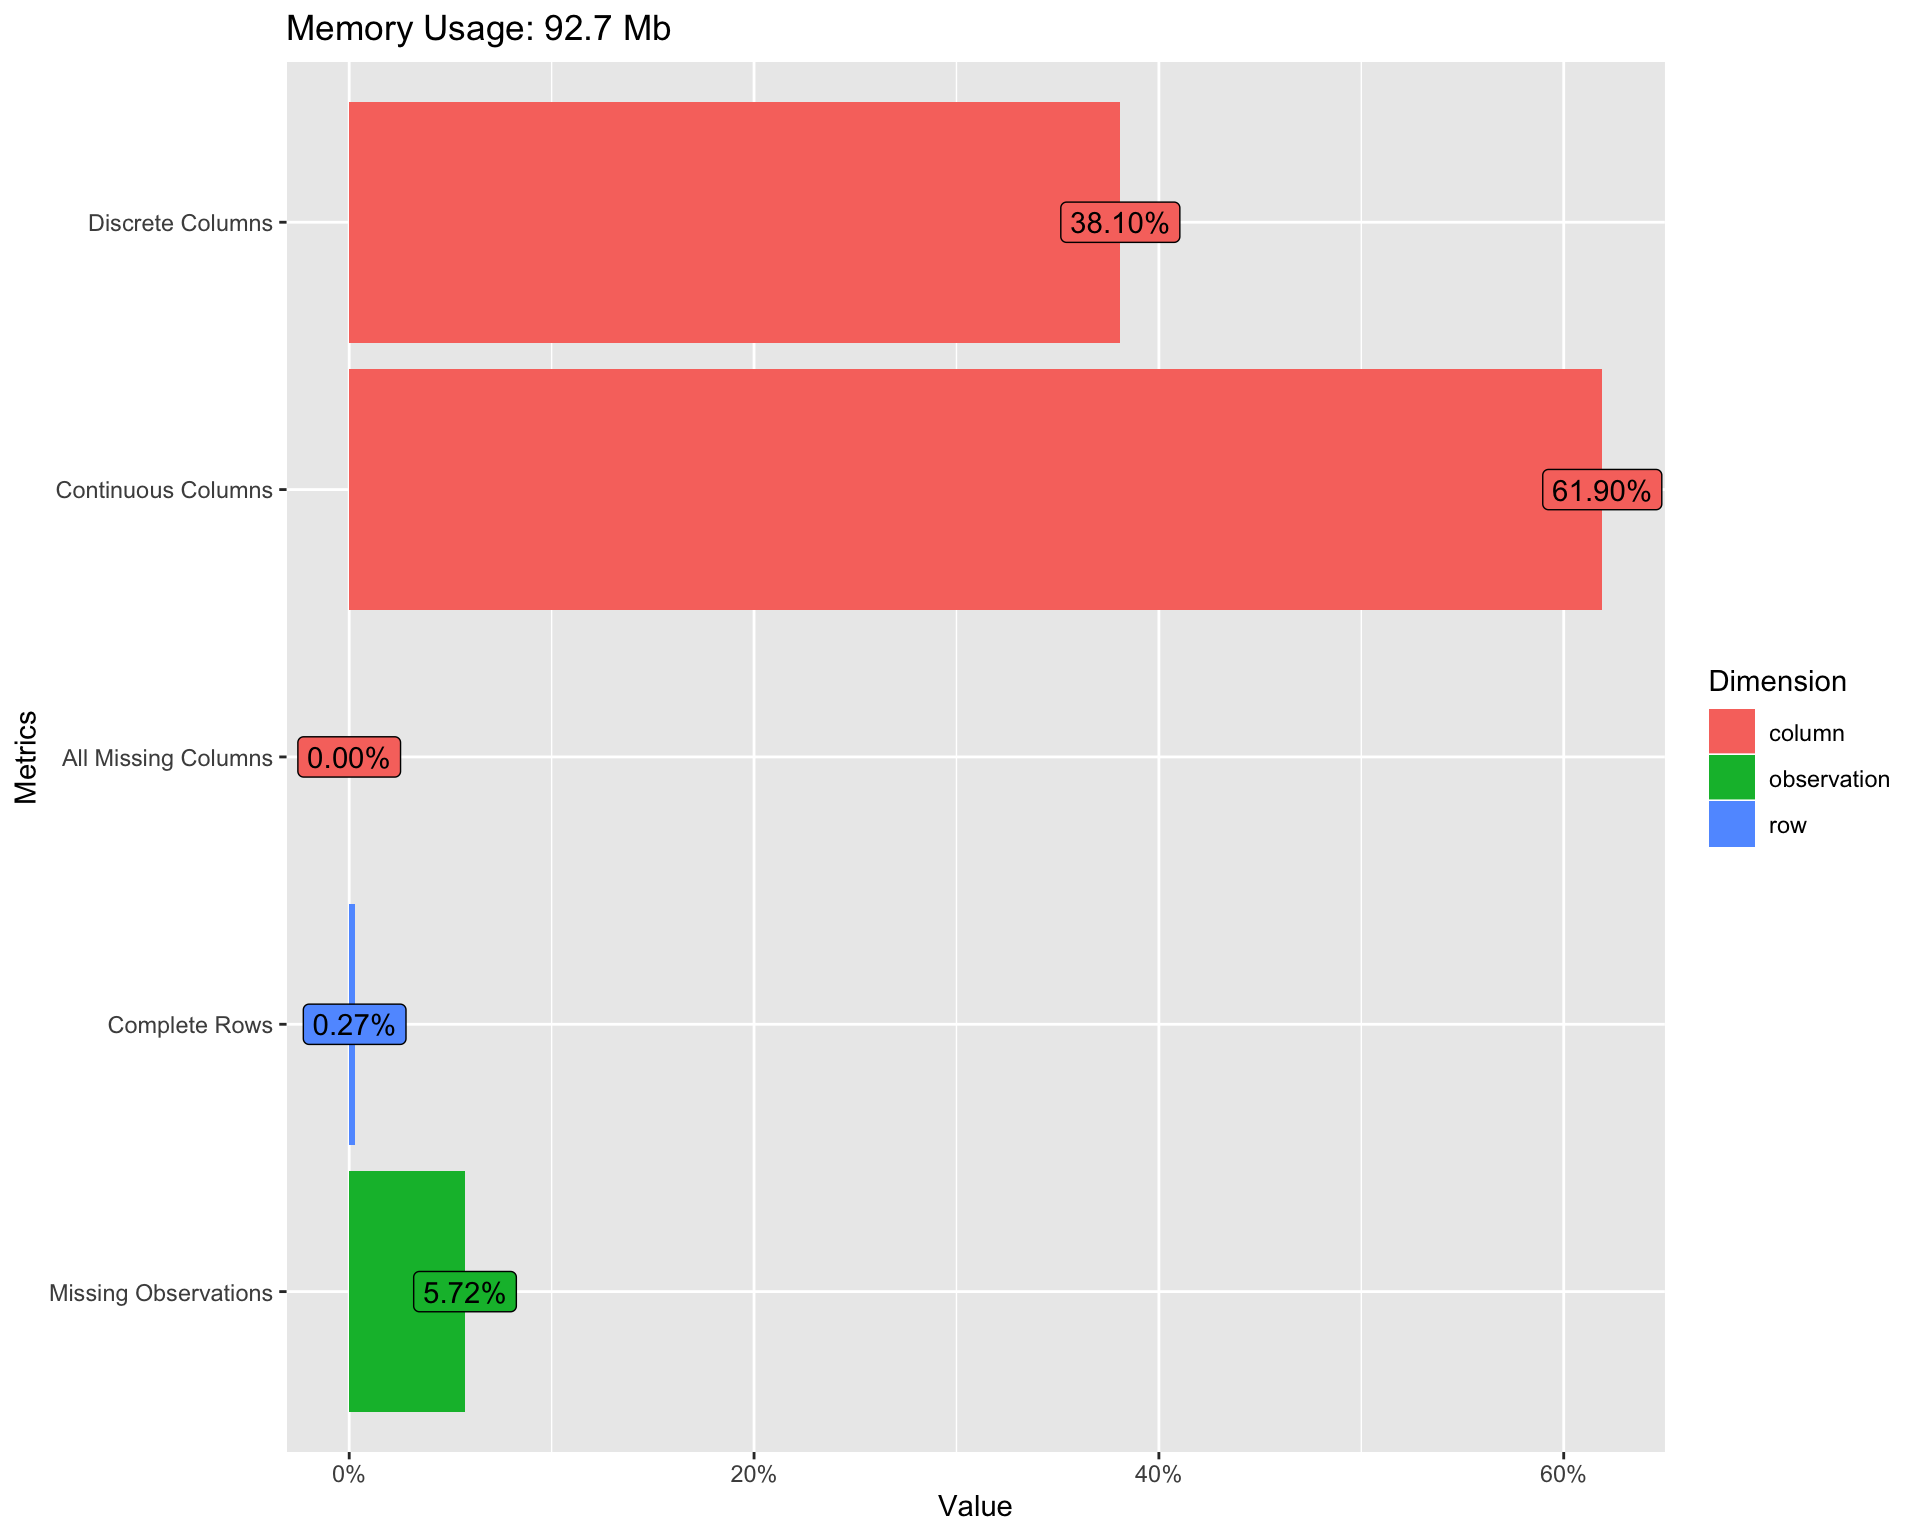 Memory Usage: 92.7 Mb
Discrete Columns
38.10%
Continuous Columns
61.90%
All Missing Columns
0.00%
Complete Rows
0.27%
Missing Observations
5.72%
Metrics
0%
20%
40%
60%
Value
Dimension
column
observation
row